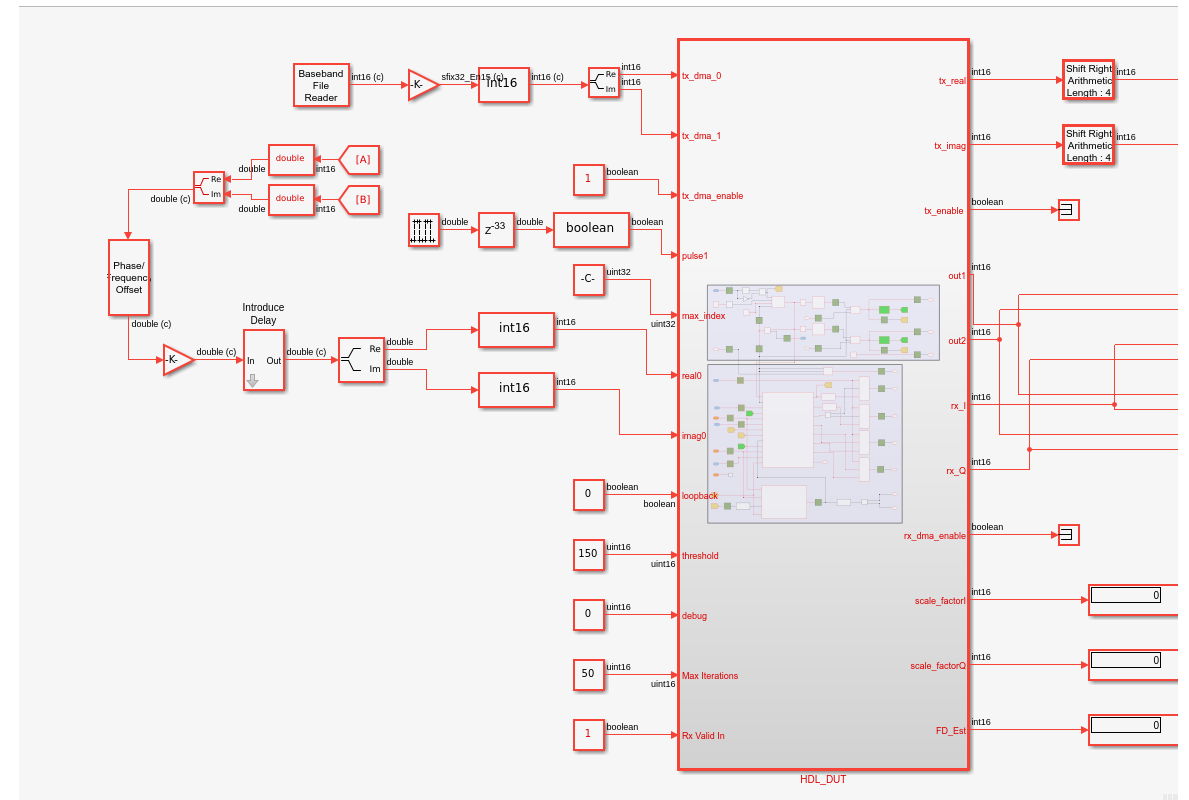 Baseband
File
Reader
int16 (c)
-K-
sfix32_En15 (c)
int16
int16 (c)
Re
Im
int16
int16
[A]
int16
double
double
[B]
int16
double
double
Re
Im
double (c)
Phase/
Frequency
Offset
double (c)
-K-
double (c)
Introduce
Delay
In
Out
double (c)
Re
Im
double
double
int16
int16
int16
int16
1
boolean
double
Z-33
double
boolean
boolean
-C-
uint32
uint32
0
boolean
boolean
150
uint16
uint16
0
uint16
50
uint16
uint16
1
boolean
tx_dma_0
tx_dma_1
tx_dma_enable
pulse1
max_index
real0
imag0
loopback
threshold
debug
Max Iterations
Rx Valid In
tx_real
tx_imag
tx_enable
out1
out2
rx_I
rx_Q
rx_dma_enable
scale_factorI
scale_factorQ
FD_Est
HDL_DUT
int16
Shift Right
Arithmetic
Length : 4
int16
int16
Shift Right
Arithmetic
Length : 4
int16
boolean
int16
int16
int16
int16
boolean
int16
0
int16
0
int16
0